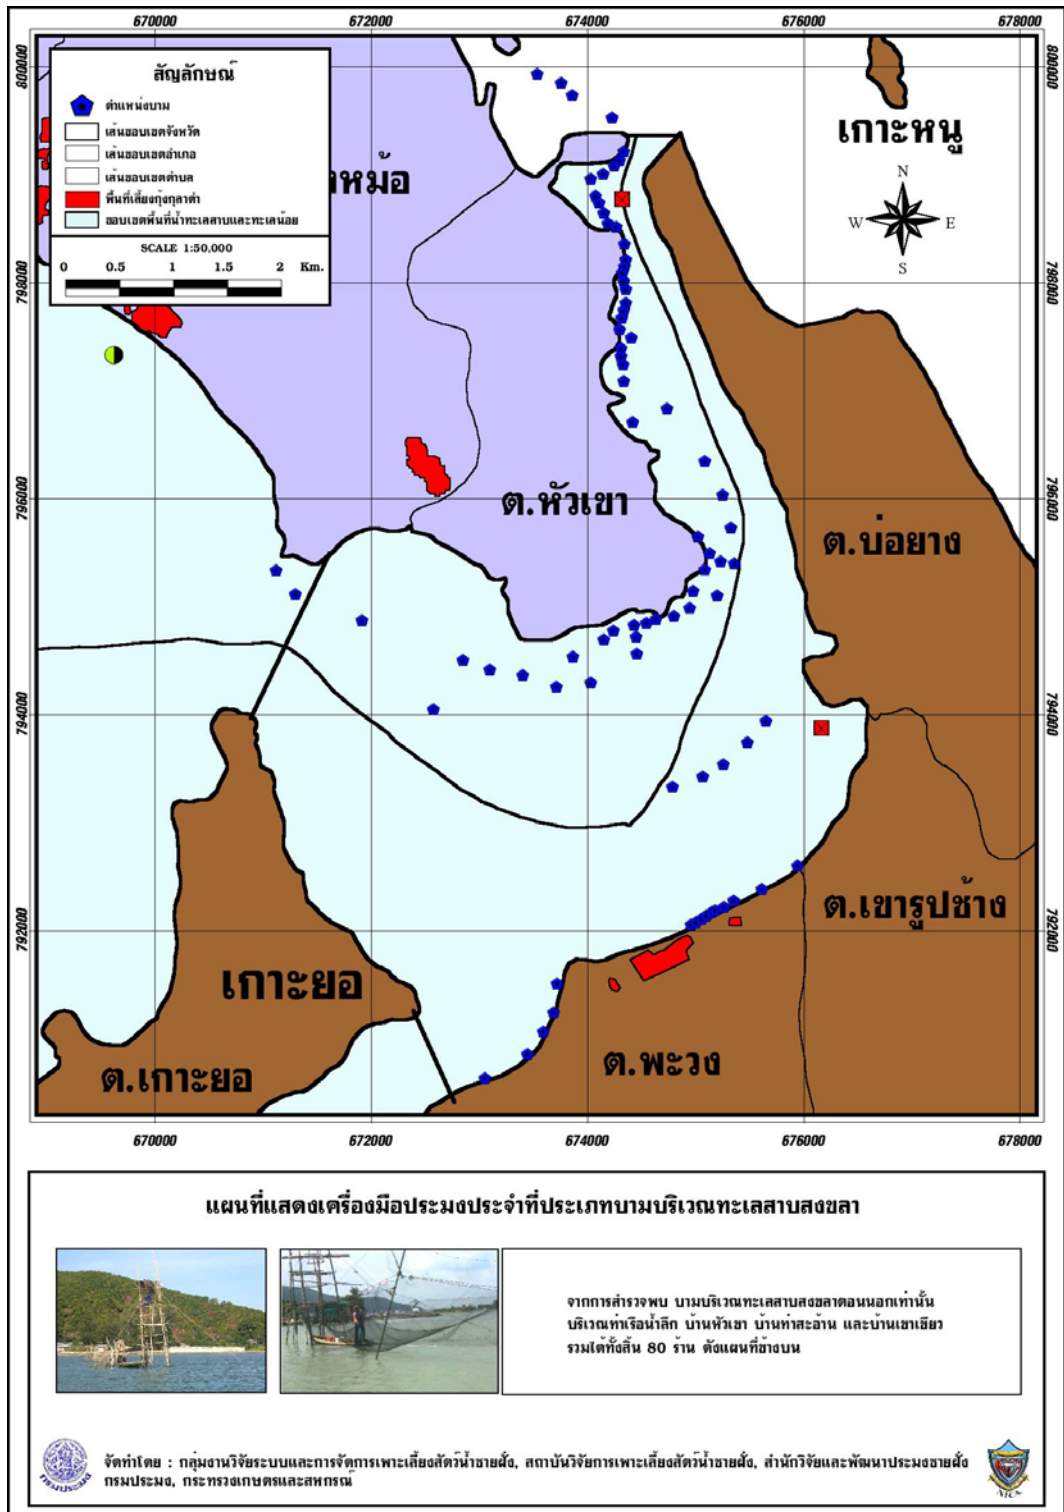 670000 672000 674000 676000 678000
800000 800000
สัญลักษณ์
ตำแหน่งบาม
เส้นขอบเขตจังหวัด
เส้นขอบเขตอำเภอ
เส้นขอบเขตตำบล
พื้นที่เลี้ยงกุ้งกุลาดำ
ขอบเขตพื้นที่น้ำทะเลสาบและทะเลน้อย
SCALE 1:50,000
0 0.5 1 1.5 2 Km.
หม้อ
เกาะหนู
N
W E
S
798000 798000
796000 796000
ต.หัวเขา
ต.บ่อยาง
794000 794000
ต.เขารูปช้าง
792000 792000
เกาะยอ
ต.พะวง
ต.เกาะยอ
670000 672000 674000 676000 678000
แผนที่แสดงเครื่องมือประมงประจำที่ประเภทบามบริเวณทะเลสาบสงขลา
จากการสำรวจพบ บามบริเวณทะเลสาบสงขลาตอนนอกเท่านั้น
บริเวณท่าเรือน้ำลึก บ้านหัวเขา บ้านท่าสะอ้าน และบ้านเขาเขียว
รวมได้ทั้งสิ้น 80 ร้าน ดังแผนที่ข้างบน
จัดทำโดย : กลุ่มงานวิจัยระบบและการจัดการเพาะเลี้ยงสัตว์น้ำชายฝั่ง, สถาบันวิจัยการเพาะเลี้ยงสัตว์น้ำชายฝั่ง, สำนักวิจัยและพัฒนาประมงชายฝั่ง
กรมประมง, กระทรวงเกษตรและสหกรณ์
กรมประมง